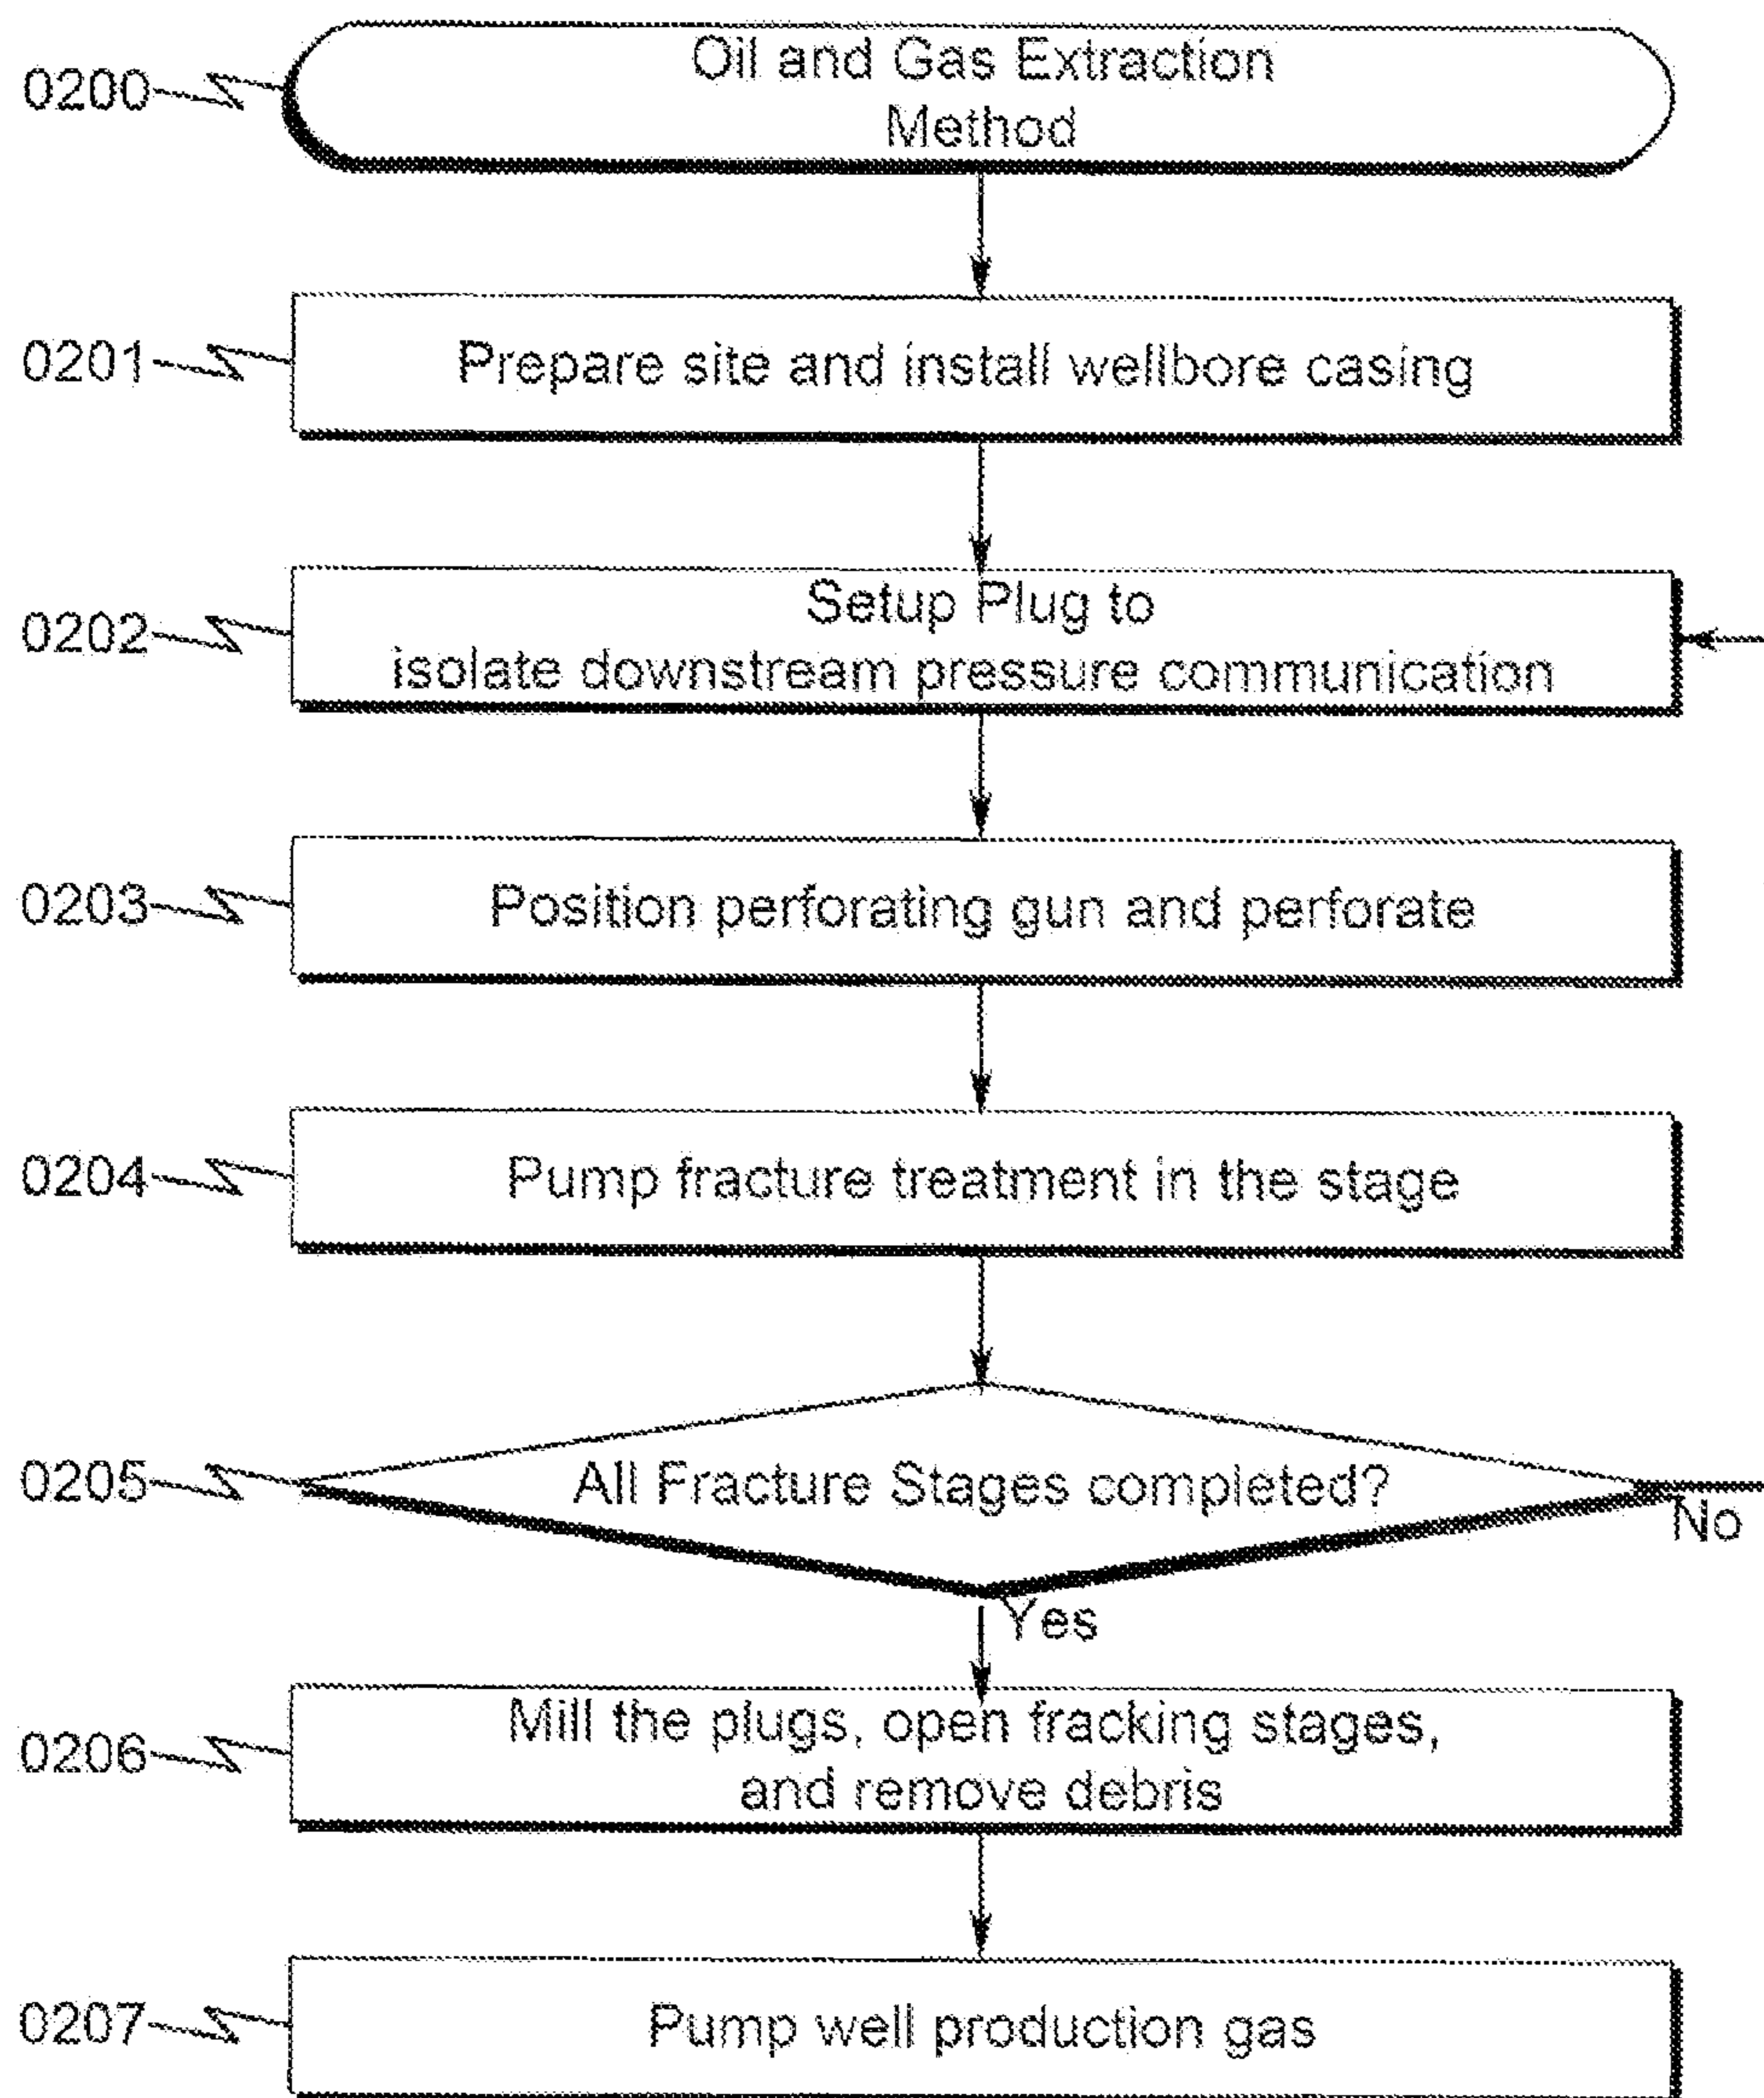 0200
Oil and Gas Extraction
Method
0201
Prepare site and install wellbore casing
0202
Setup Plug to
isolate downstream pressure communication
0203
Position perforating gun and perforate
0204
Pump fracture treatment in the stage
0205
All Fracture Stages completed?
No
Yes
0206
Mill the plugs, open fracking stages,
and remove debris
0207
Pump well production gas